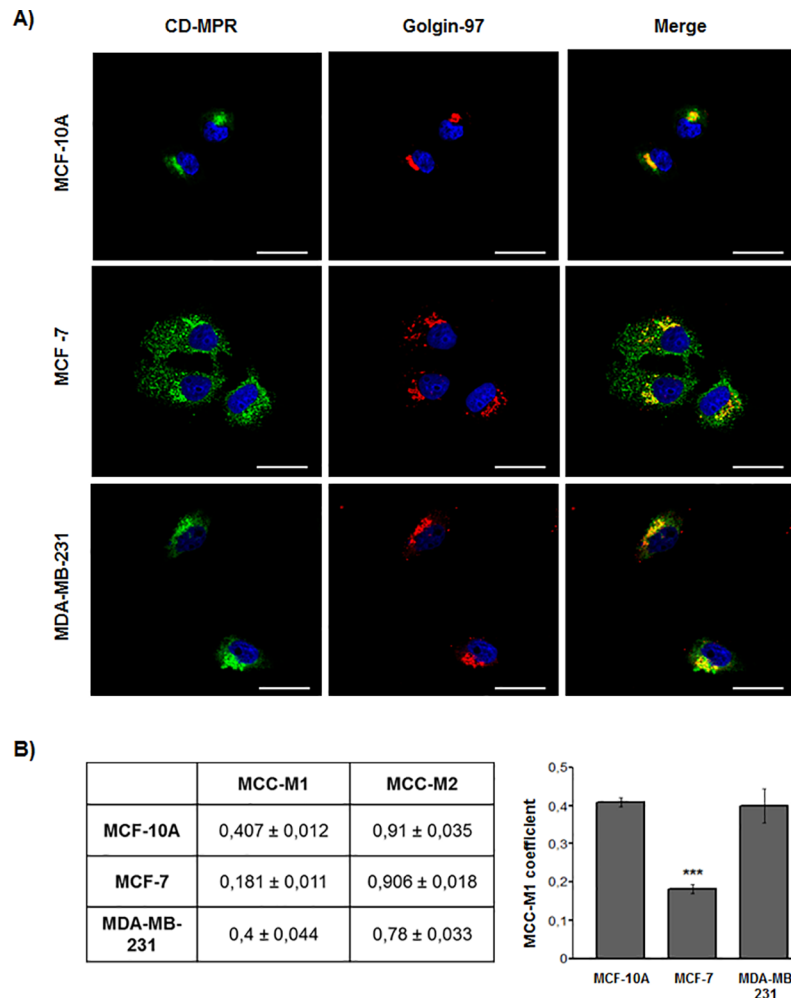 A)
CD-MPR
Golgin-97
Merge
MCF-10A
MCF -7
MDA-MB-231
B)
MCC-M1 MCC-M2
MCF-10A 0,407 ± 0,012 0,91 ± 0,035
MCF-7 0,181 ± 0,011 0,906 ± 0,018
MDA-MB-
231 0,4 ± 0,044 0,78 ± 0,033
MCC-M1 coefficient
0,5
0,4
0,3
0,2
0,1
0
***
MCF-10A MCF-7 MDA-MB
231